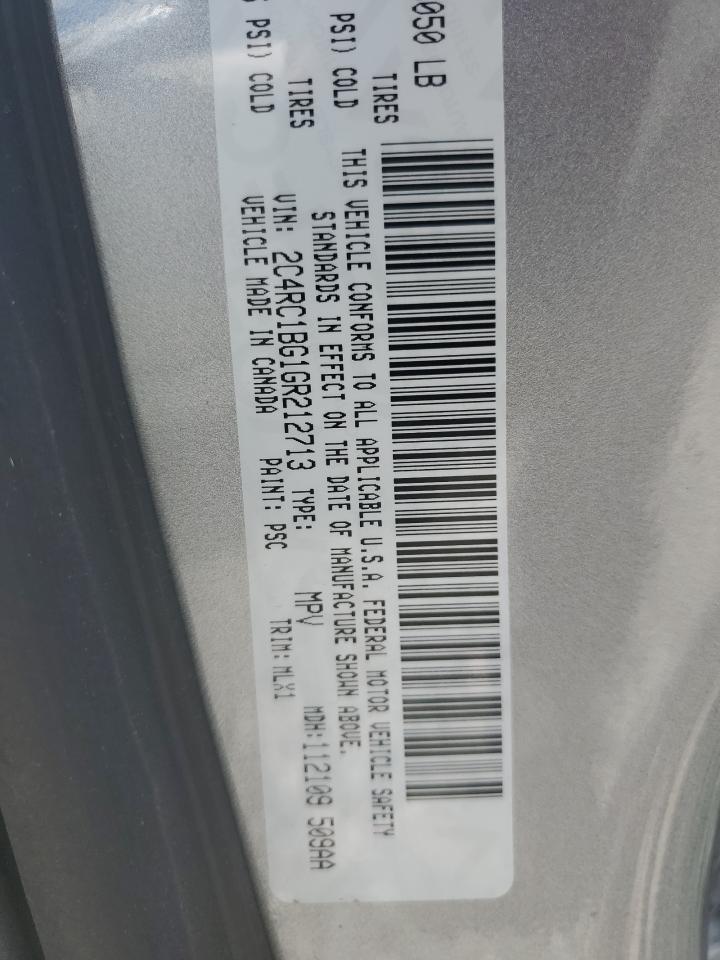 050 LB
TIRES
PSI) COLD
TIRES
PSI) COLD
THIS VEHICLE CONFORMS TO ALL APPLICABLE U.S.A. FEDERAL MOTOR VEHICLE SAFETY
STANDARDS IN EFFECT ON THE DATE OF MANUFACTURE SHOWN ABOVE.
VIN: 2C4RC1BG1GR212713 TYPE: MPV MDH:112109 509AA
VEHICLE MADE IN CANADA PAINT: PSC TRIM: MLX1